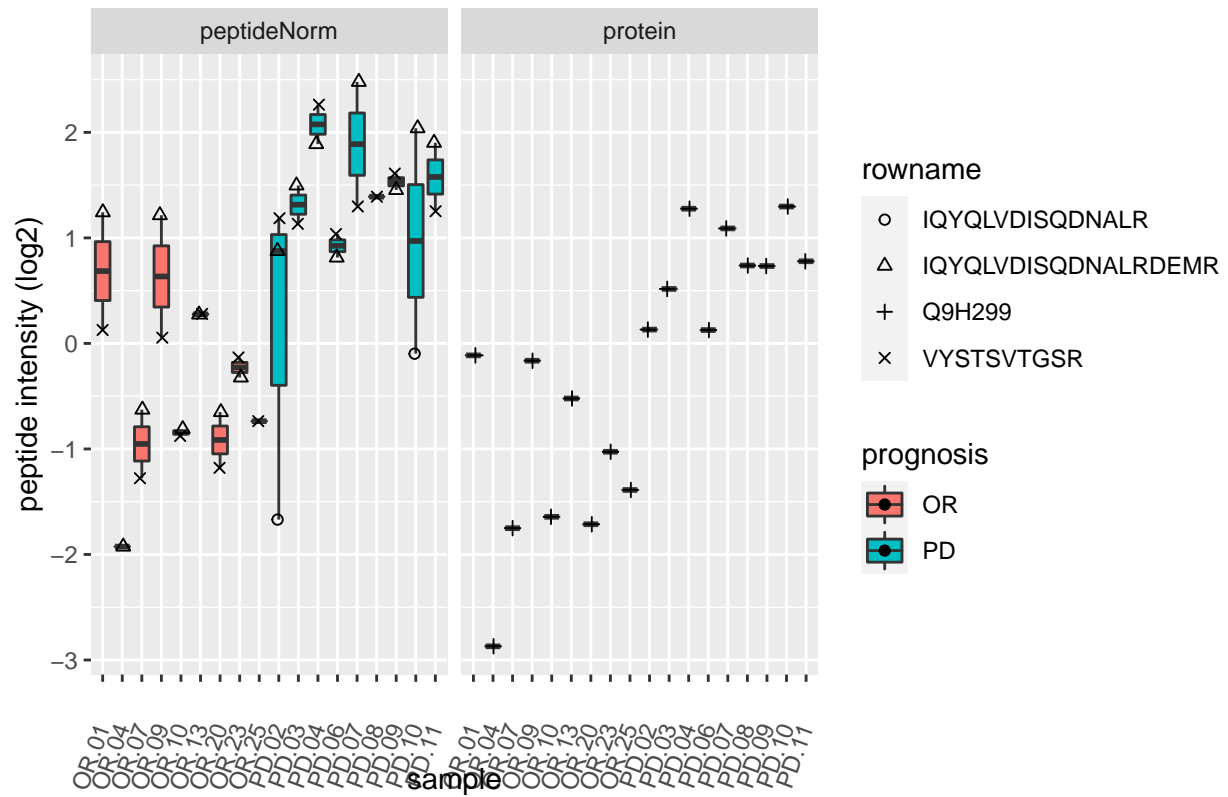 peptideNorm
protein
peptide intensity (log2)
2
1
0
−1
−2
−3
OR.01
OR.04
OR.07
OR.09
OR.10
OR.13
OR.20
OR.23
OR.25
PD.02
PD.03
PD.04
PD.06
PD.07
PD.08
PD.09
PD.10
PD.11
OR.01
OR.04
OR.07
OR.09
OR.10
OR.13
OR.20
OR.23
OR.25
PD.02
PD.03
PD.04
PD.06
PD.07
PD.08
PD.09
PD.10
PD.11
sample
rowname
IQYQLVDISQDNALR
IQYQLVDISQDNALRDEMR
Q9H299
VYSTSVTGSR
prognosis
OR
PD